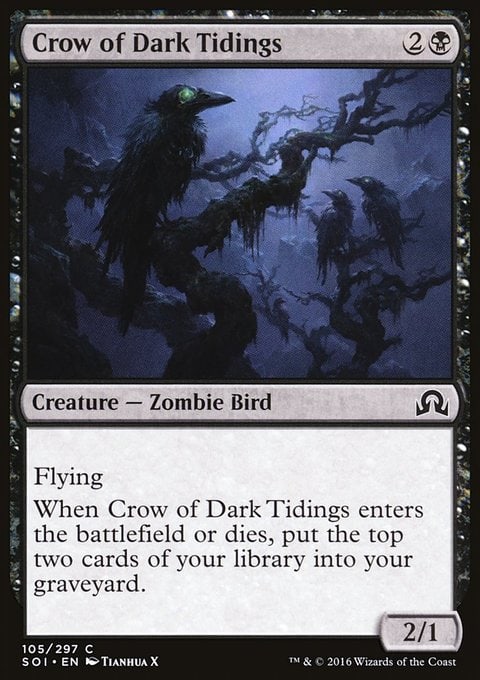 Crow of Dark Tidings 2
Creature — Zombie Bird
Flying
When Crow of Dark Tidings enters
the battlefield or dies, put the top
two cards of your library into your
graveyard.
2/1
105/297 C
SOI • EN Tianhua X
™ & © 2016 Wizards of the Coast